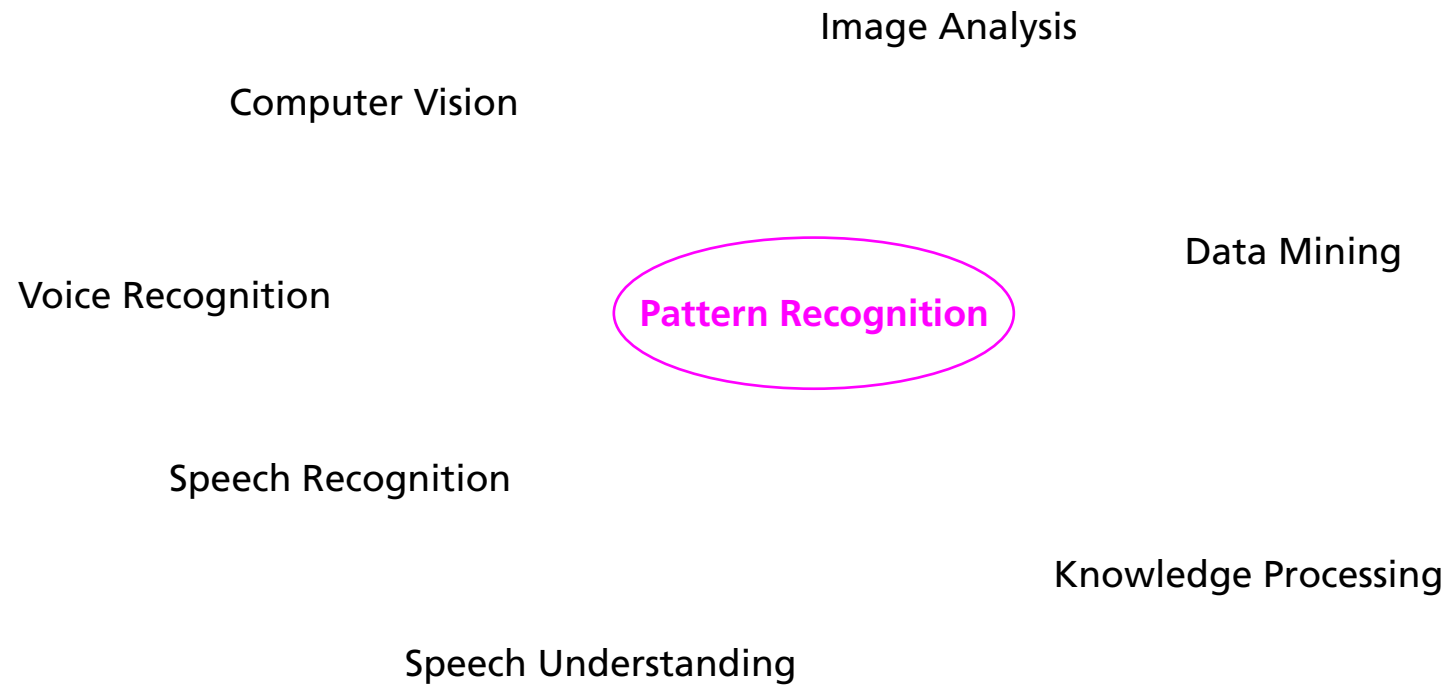 Image Analysis
Computer Vision
Data Mining
Voice Recognition
Pattern Recognition
Speech Recognition
Knowledge Processing
Speech Understanding